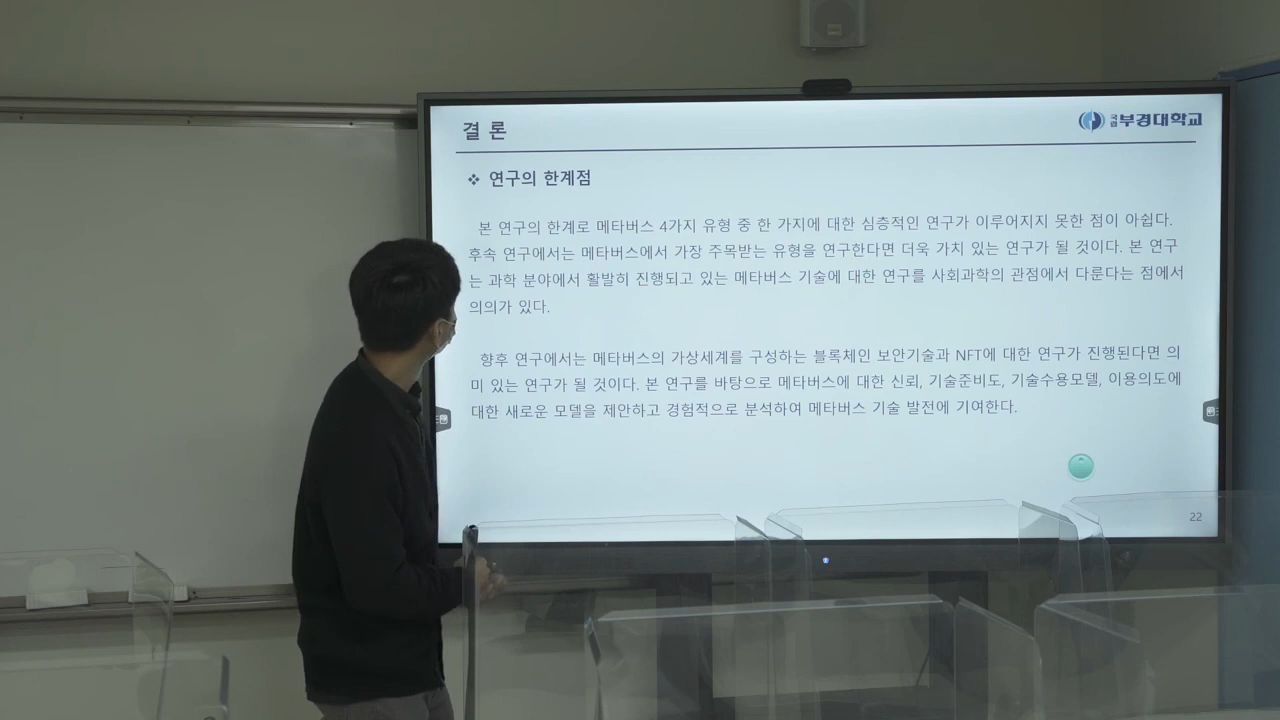 결 론
국립 부경대학교
❖ 연구의 한계점
본 연구의 한계로 메타버스 4가지 유형 중 한 가지에 대한 심층적인 연구가 이루어지지 못한 점이 아쉽다.
후속 연구에서는 메타버스에서 가장 주목받는 유형을 연구한다면 더욱 가치 있는 연구가 될 것이다. 본 연구
는 과학 분야에서 활발히 진행되고 있는 메타버스 기술에 대한 연구를 사회과학의 관점에서 다룬다는 점에서
의의가 있다.
향후 연구에서는 메타버스의 가상세계를 구성하는 블록체인 보안기술과 NFT에 대한 연구가 진행된다면 의
미 있는 연구가 될 것이다. 본 연구를 바탕으로 메타버스에 대한 신뢰, 기술준비도, 기술수용모델, 이용의도에
대한 새로운 모델을 제안하고 경험적으로 분석하여 메타버스 기술 발전에 기여한다.
22